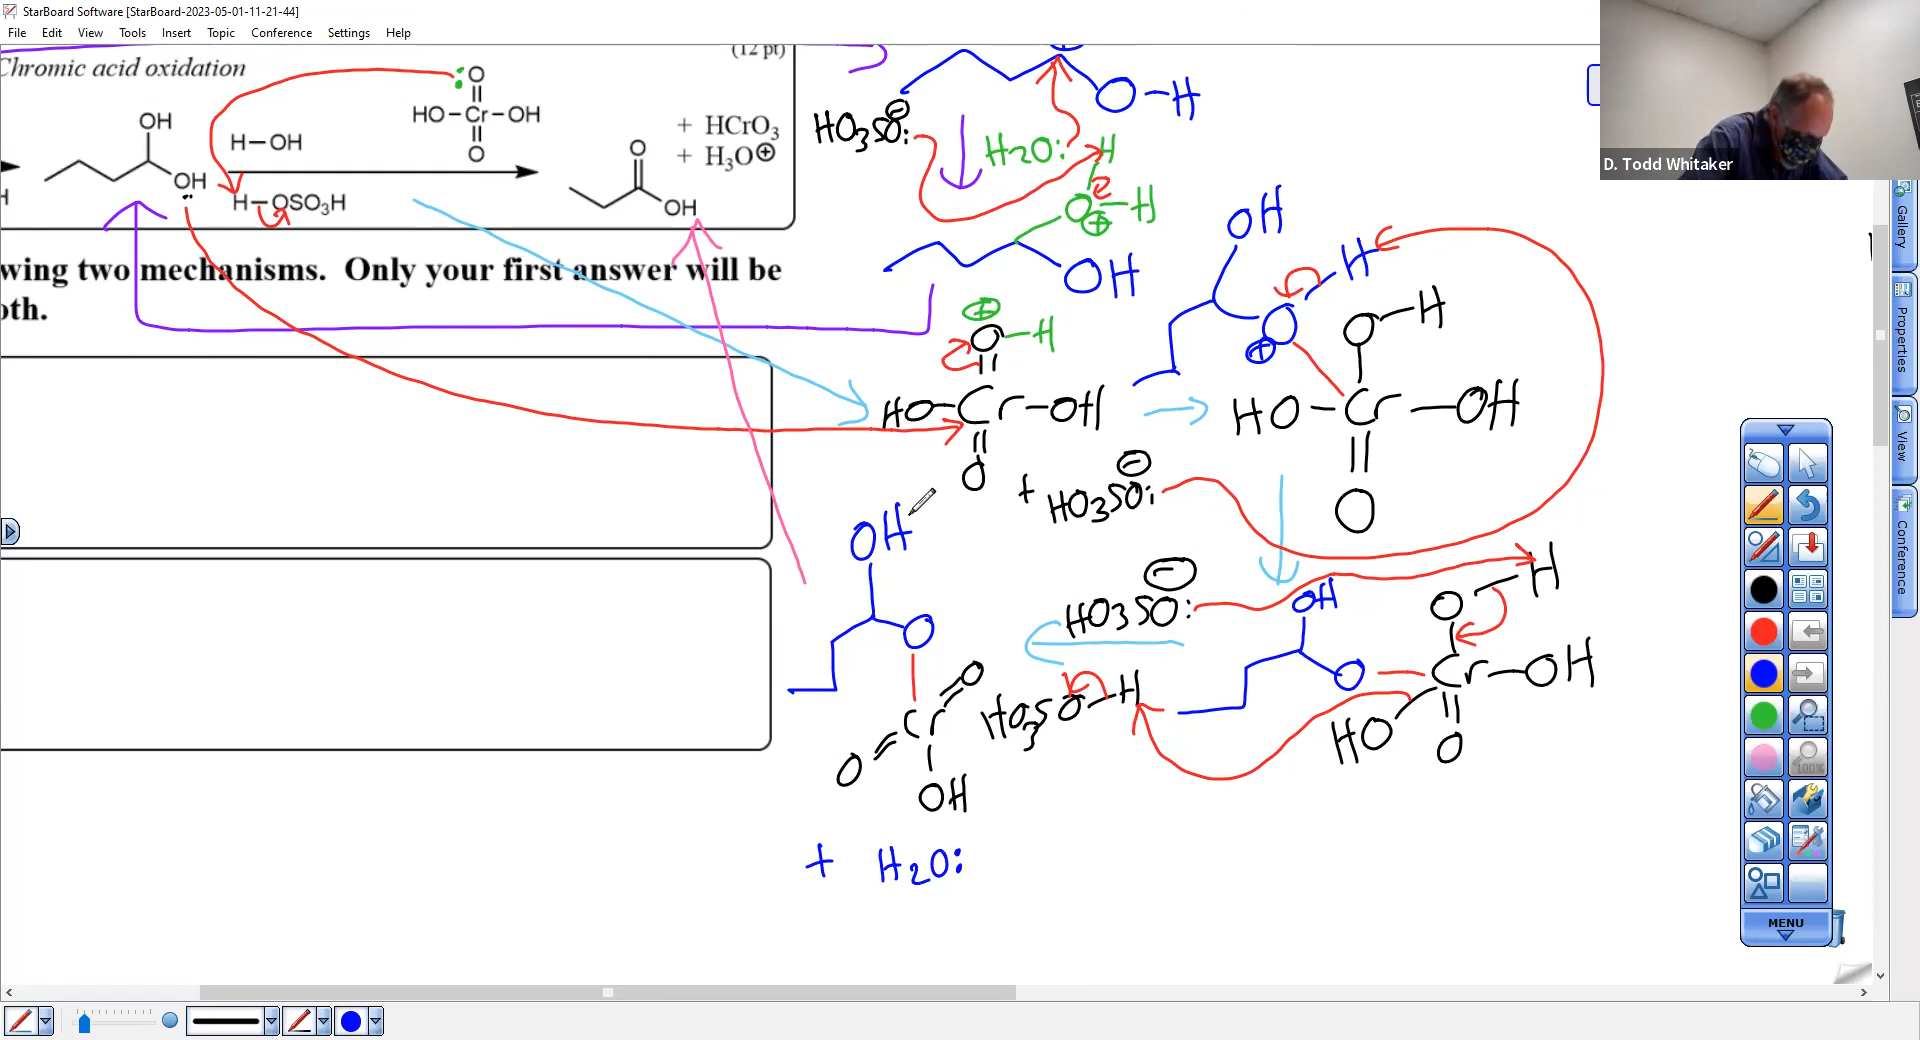 StarBoard Software [StarBoard-2023-05-01-11-21-44]
File Edit View Tools Insert Topic Conference Settings Help
(12 pt)
Chromic acid oxidation
OH
OH
H–OH
H–OSO₃H
O
HO–Cr–OH
O
O
OH
+ HCrO₃
+ H₃O⊕
H
wing two mechanisms. Only your first answer will be
oth.
O–H
HO3SO:
⊖
H2O:
H
O–H
⊕
OH
⊕
O–H
HO–Cr–OH
O
+ HO3SO:
⊖
OH
H
O
⊕
O–H
HO–Cr–OH
O
HO3SO:
⊖
OH
O
O
H
Cr–OH
HO
O
HO3SO–H
OH
O
O
Cr
O
OH
+ H2O:
D. Todd Whitaker
Gallery
Properties
View
Conference
100%
MENU